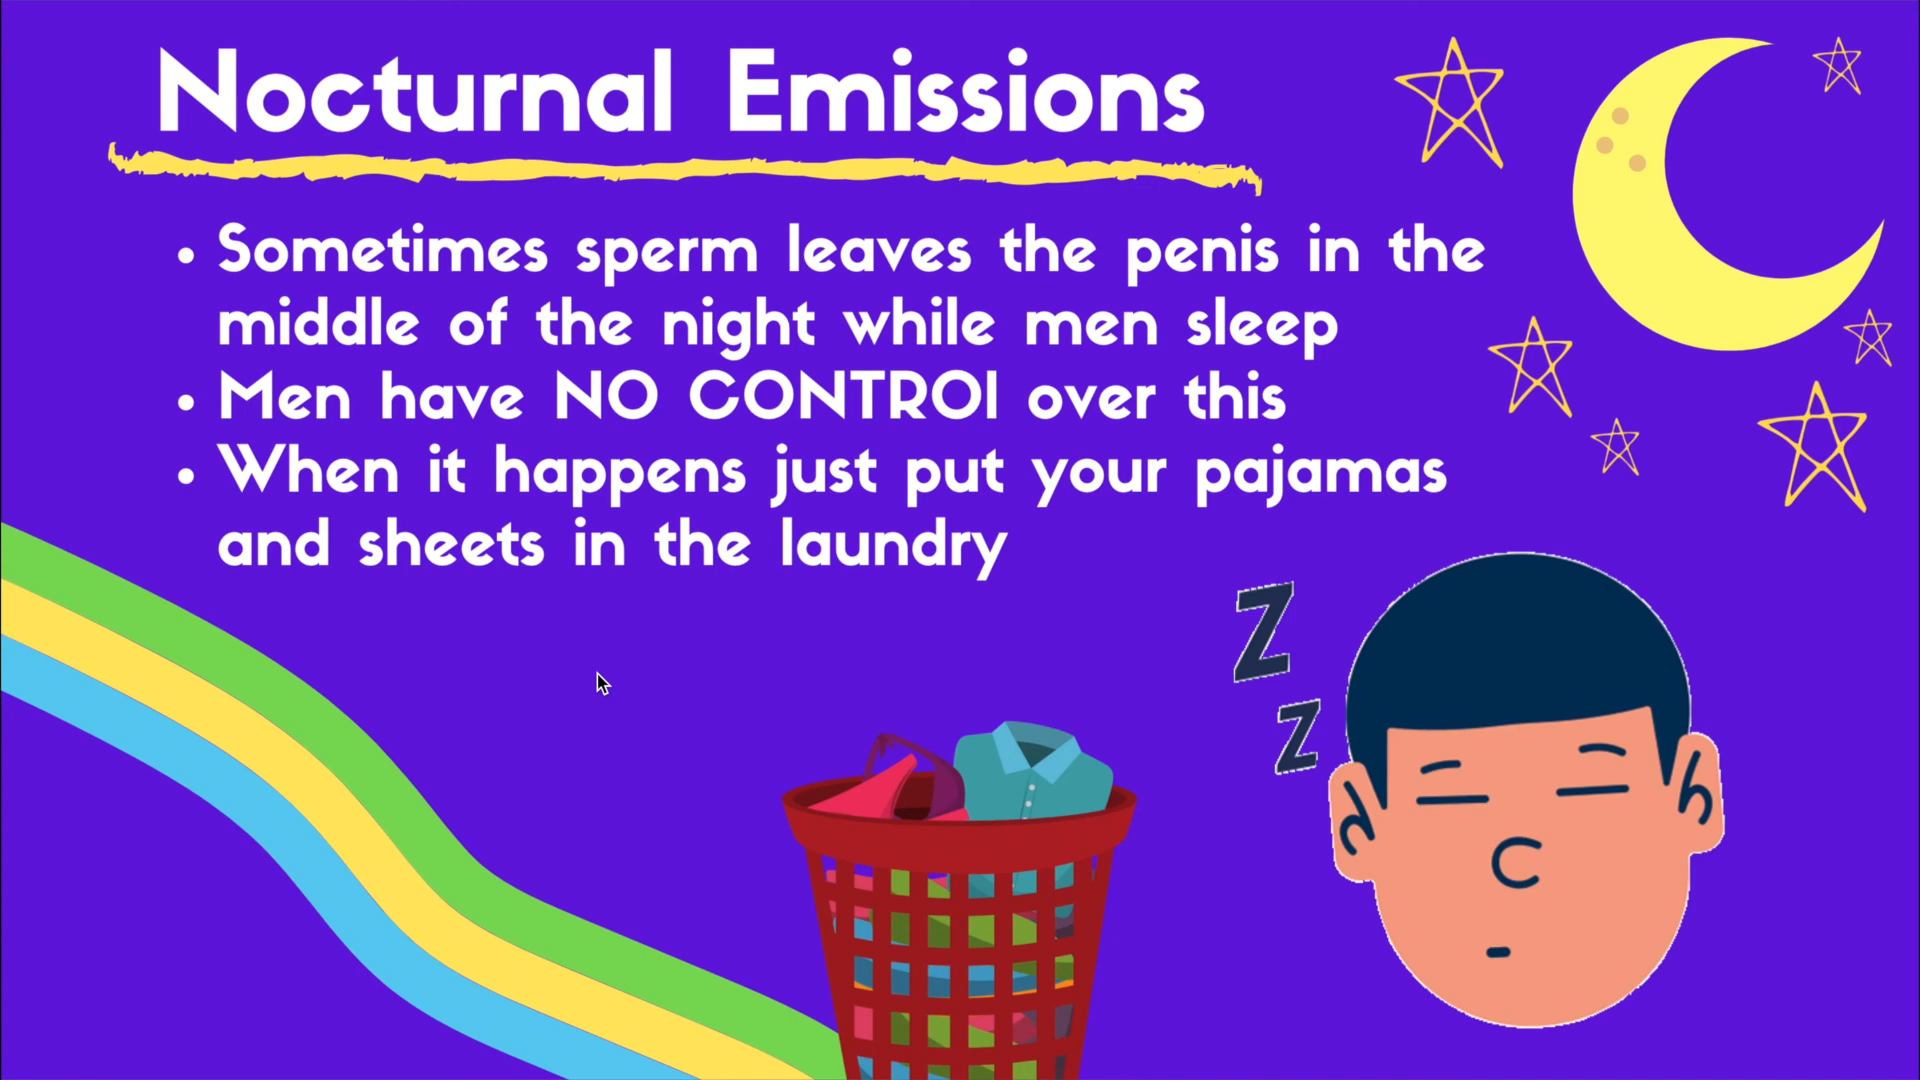 Nocturnal Emissions
• Sometimes sperm leaves the penis in the
middle of the night while men sleep
• Men have NO CONTROl over this
• When it happens just put your pajamas
and sheets in the laundry
Z
Z